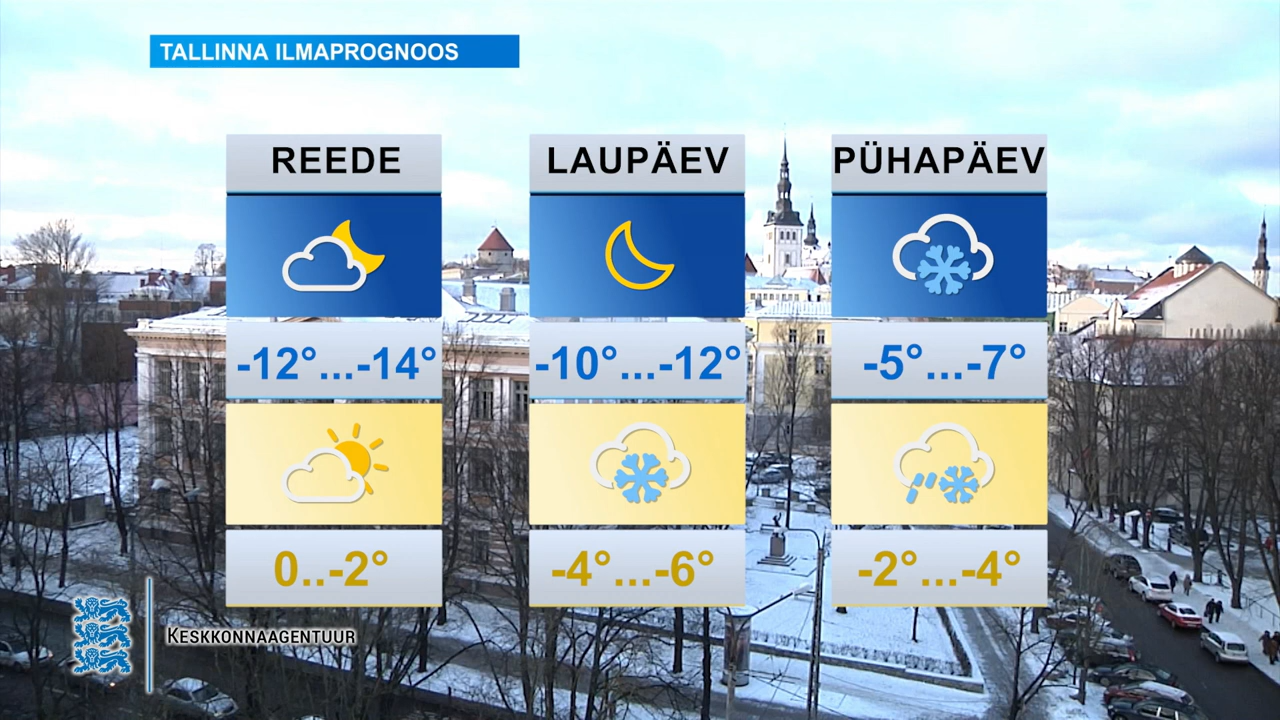 TALLINNA ILMAPROGNOOS
REEDE
-12°...-14°
0..-2°
LAUPÄEV
-10°...-12°
-4°...-6°
PÜHAPÄEV
-5°...-7°
-2°...-4°
KESKKONNAAGENTUUR